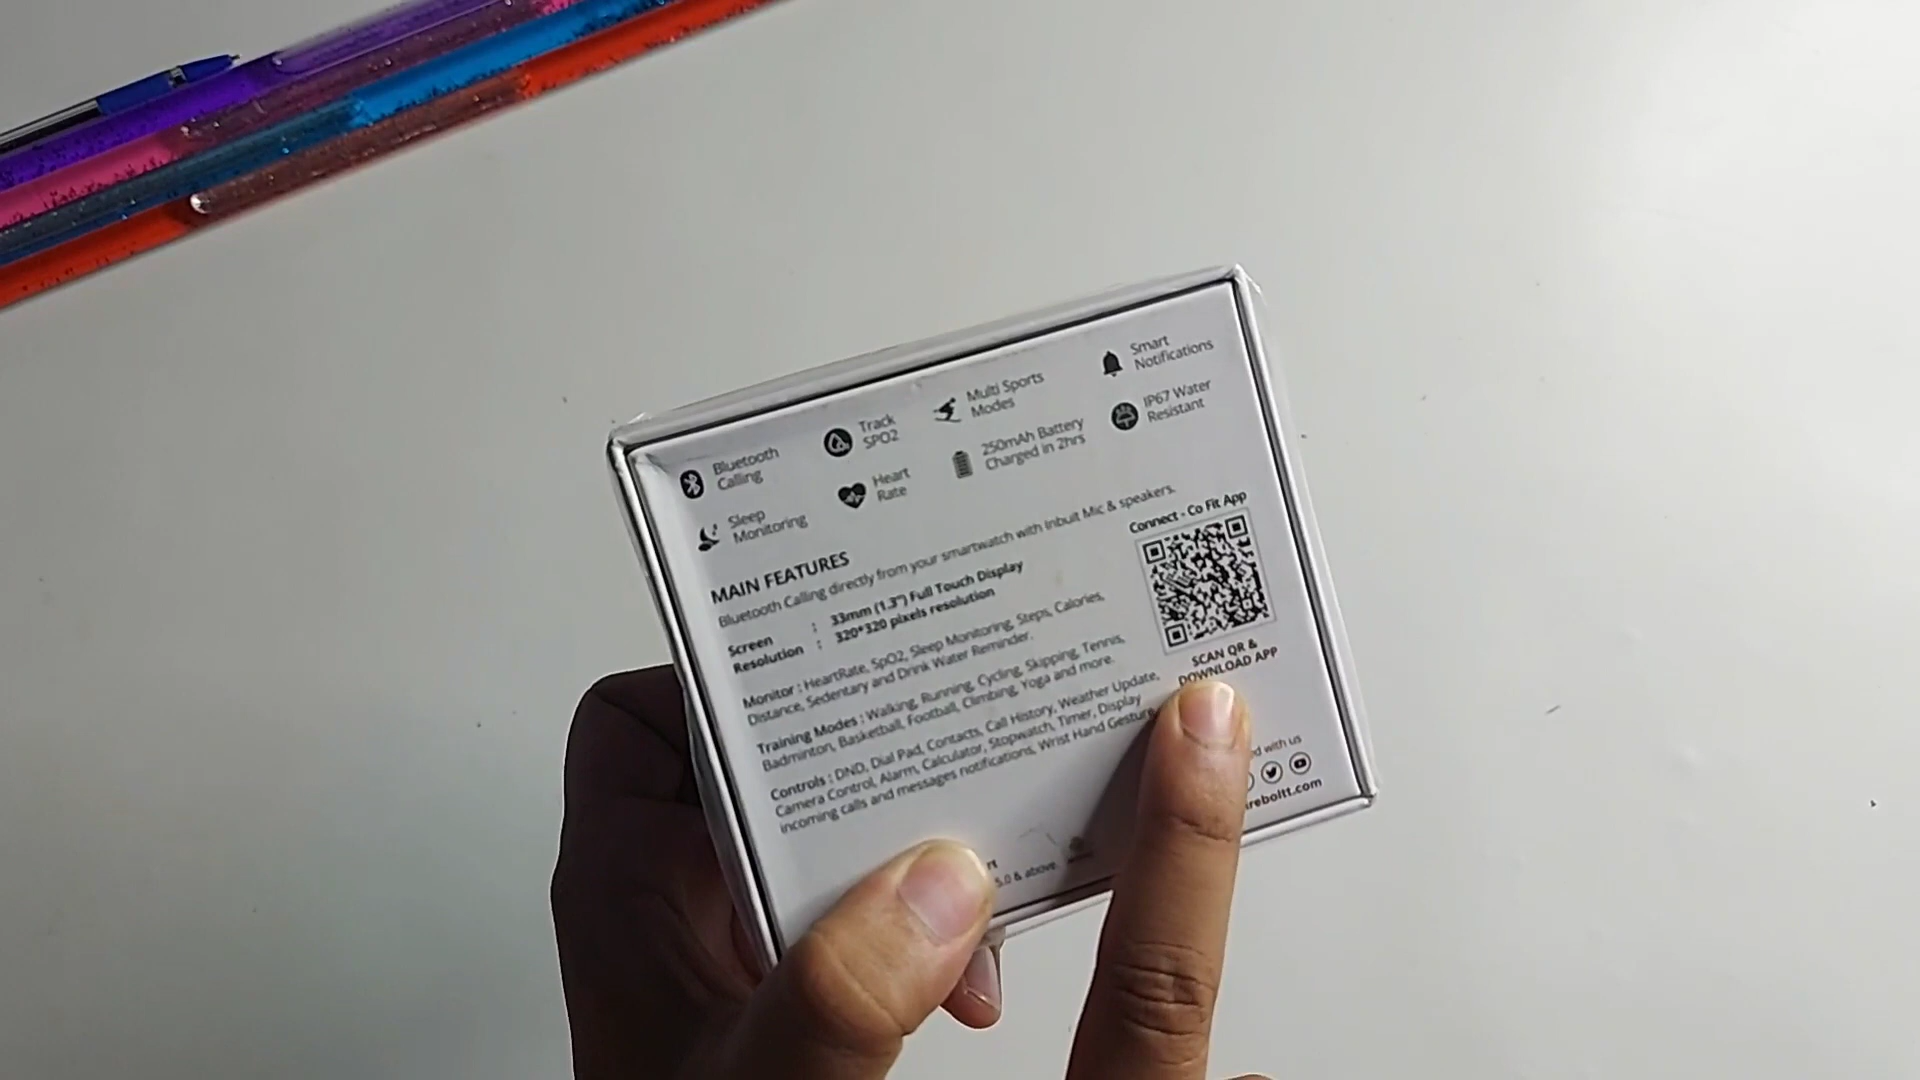 Bluetooth
Calling
Track
SPO2
Multi Sports
Modes
Smart
Notifications
Sleep
Monitoring
Heart
Rate
250mAh Battery
Charged in 2hrs
IP67 Water
Resistant
MAIN FEATURES
Bluetooth Calling directly from your smartwatch with Inbuit Mic & speakers.
Screen : 33mm (1.3") Full Touch Display
Resolution : 320*320 pixels resolution
Monitor : HeartRate, SpO2, Sleep Monitoring, Steps, Calories,
Distance, Sedentary and Drink Water Reminder.
Training Modes : Walking, Running, Cycling, Skipping, Tennis,
Badminton, Basketball, Football, Climbing, Yoga and more.
Controls : DND, Dial Pad, Contacts, Call History, Weather Update,
Camera Control, Alarm, Calculator, Stopwatch, Timer, Display
incoming calls and messages notifications, Wrist Hand Gesture
Connect - Co Fit App
SCAN QR &
DOWNLOAD APP
with us
5.0 & above